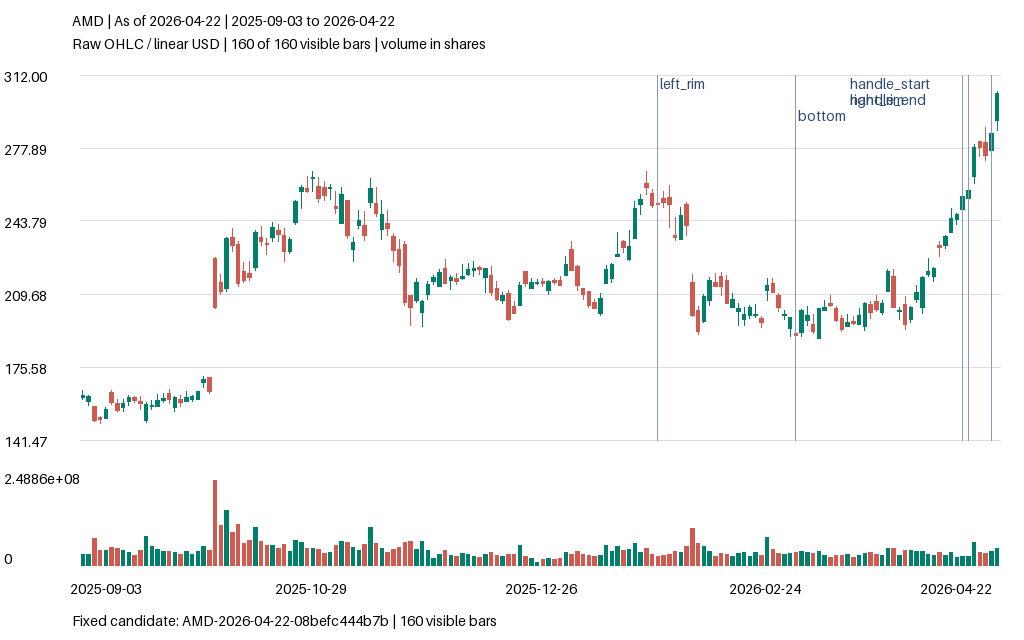 AMD | As of 2026-04-22 | 2025-09-03 to 2026-04-22
Raw OHLC / linear USD | 160 of 160 visible bars | volume in shares
312.00
left_rim
handle_start
bottom
277.89
243.79
209.68
175.58
141.47
2.4886e+08
0
2025-09-03
2025-10-29
2025-12-26
2026-02-24
2026-04-22
Fixed candidate: AMD-2026-04-22-08befc444b7b | 160 visible bars